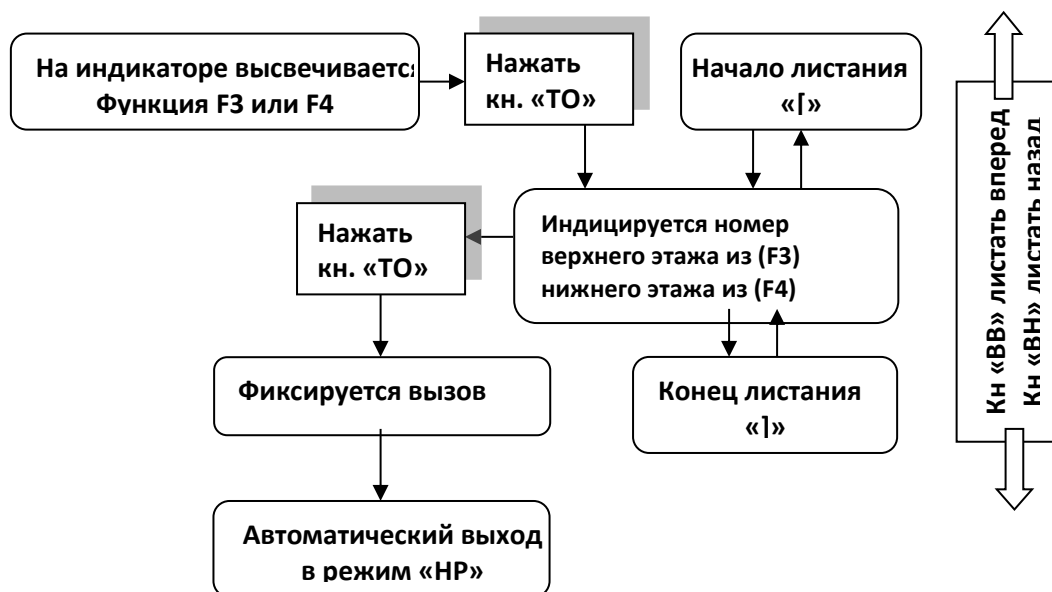 На индикаторе высвечивается
Функция F3 или F4
Нажать
кн. «ТО»
Начало листания
«⌈»
Индицируется номер
верхнего этажа из (F3)
нижнего этажа из (F4)
Нажать
кн. «ТО»
Фиксируется вызов
Конец листания
«⌉»
Автоматический выход
в режим «НР»
Кн «ВВ» листать вперед
Кн «ВН» листать назад